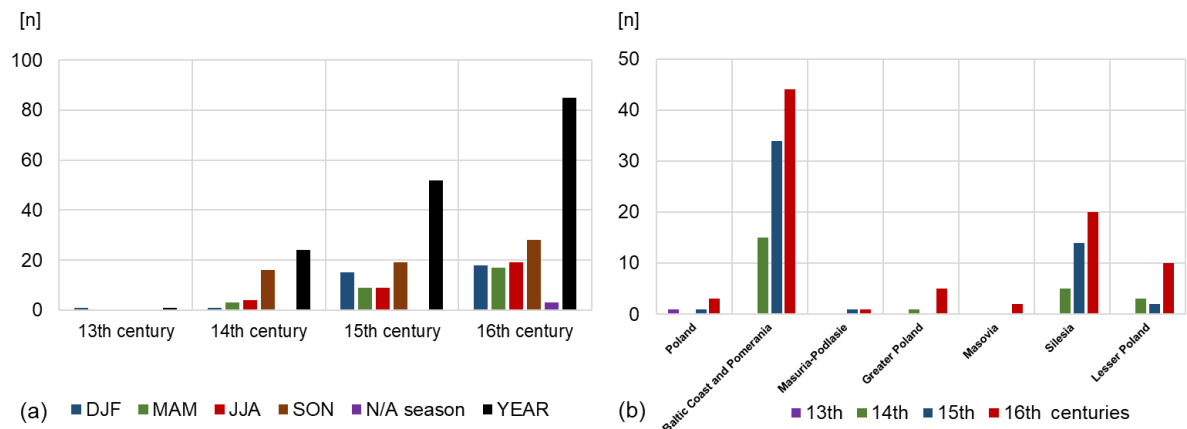 [n]
100
80
60
40
20
0
13th century 14th century 15th century 16th century
(a) DJF MAM JJA SON N/A season YEAR
[n]
50
40
30
20
10
0
Poland
Baltic Coast and Pomerania
Masuria-Podlasie
Greater Poland
Masovia
Silesia
Lesser Poland
(b) 13th 14th 15th 16th centuries